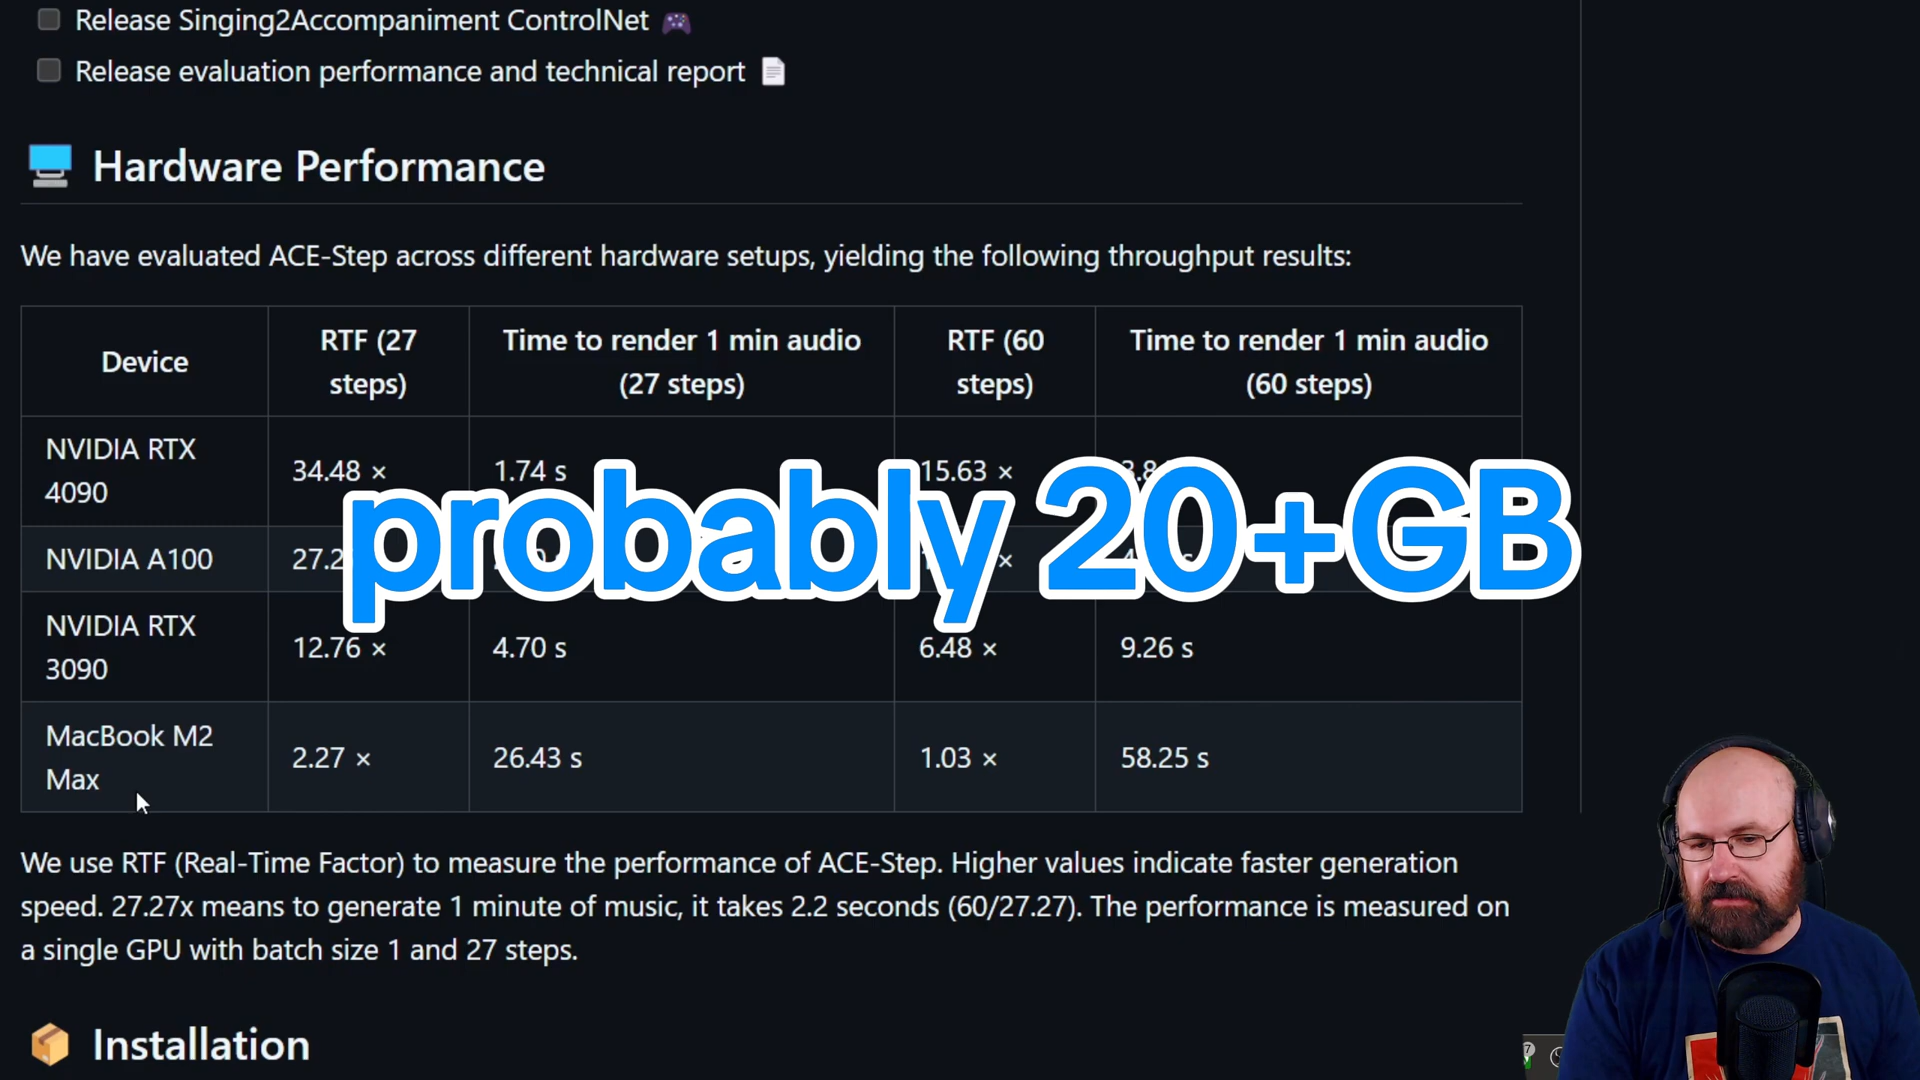 Release Singing2Accompaniment ControlNet
Release evaluation performance and technical report
Hardware Performance
We have evaluated ACE-Step across different hardware setups, yielding the following throughput results:
Device
RTF (27
steps)
Time to render 1 min audio
(27 steps)
RTF (60
steps)
Time to render 1 min audio
(60 steps)
NVIDIA RTX
4090
34.48 ×
1.74 s
15.63 ×
probably 20+GB
NVIDIA A100
NVIDIA RTX
3090
12.76 ×
4.70 s
6.48 ×
9.26 s
MacBook M2
Max
2.27 ×
26.43 s
1.03 ×
58.25 s
We use RTF (Real-Time Factor) to measure the performance of ACE-Step. Higher values indicate faster generation
speed. 27.27x means to generate 1 minute of music, it takes 2.2 seconds (60/27.27). The performance is measured on
a single GPU with batch size 1 and 27 steps.
Installation